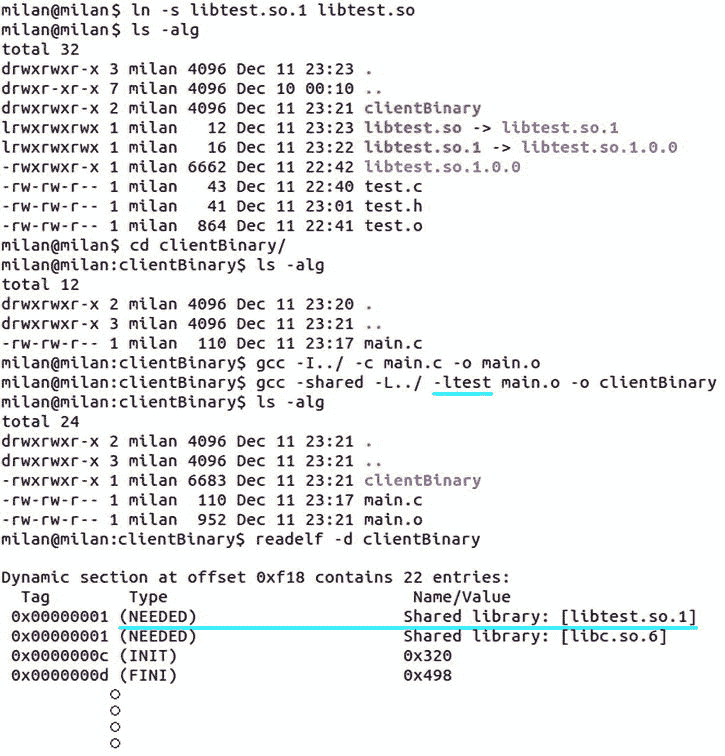 milan@milan$ ln -s libtest.so.1 libtest.so
milan@milan$ ls -alg
total 32
drwxrwxr-x 3 milan 4096 Dec 11 23:23 .
drwxr-xr-x 7 milan 4096 Dec 10 00:10 ..
drwxrwxr-x 2 milan 4096 Dec 11 23:21 clientBinary
lrwxrwxrwx 1 milan   12 Dec 11 23:23 libtest.so -> libtest.so.1
lrwxrwxrwx 1 milan   16 Dec 11 23:22 libtest.so.1 -> libtest.so.1.0.0
-rwxrwxr-x 1 milan 6662 Dec 11 22:42 libtest.so.1.0.0
-rw-rw-r-- 1 milan   43 Dec 11 22:40 test.c
-rw-rw-r-- 1 milan   41 Dec 11 23:01 test.h
-rw-rw-r-- 1 milan  864 Dec 11 22:41 test.o
milan@milan$ cd clientBinary/
milan@milan:clientBinary$ ls -alg
total 12
drwxrwxr-x 2 milan 4096 Dec 11 23:20 .
drwxrwxr-x 3 milan 4096 Dec 11 23:21 ..
-rw-rw-r-- 1 milan  110 Dec 11 23:17 main.c
milan@milan:clientBinary$ gcc -I../ -c main.c -o main.o
milan@milan:clientBinary$ gcc -shared -L../ -ltest main.o -o clientBinary
milan@milan:clientBinary$ ls -alg
total 24
drwxrwxr-x 2 milan 4096 Dec 11 23:21 .
drwxrwxr-x 3 milan 4096 Dec 11 23:21 ..
-rwxrwxr-x 1 milan 6683 Dec 11 23:21 clientBinary
-rw-rw-r-- 1 milan  110 Dec 11 23:17 main.c
-rw-rw-r-- 1 milan  952 Dec 11 23:21 main.o
milan@milan:clientBinary$ readelf -d clientBinary
Dynamic section at offset 0xf18 contains 22 entries:
Tag        Type                         Name/Value
0x00000001 (NEEDED)                     Shared library: [libtest.so.1]
0x00000001 (NEEDED)                     Shared library: [libc.so.6]
0x0000000c (INIT)                       0x320
0x0000000d (FINI)                       0x498